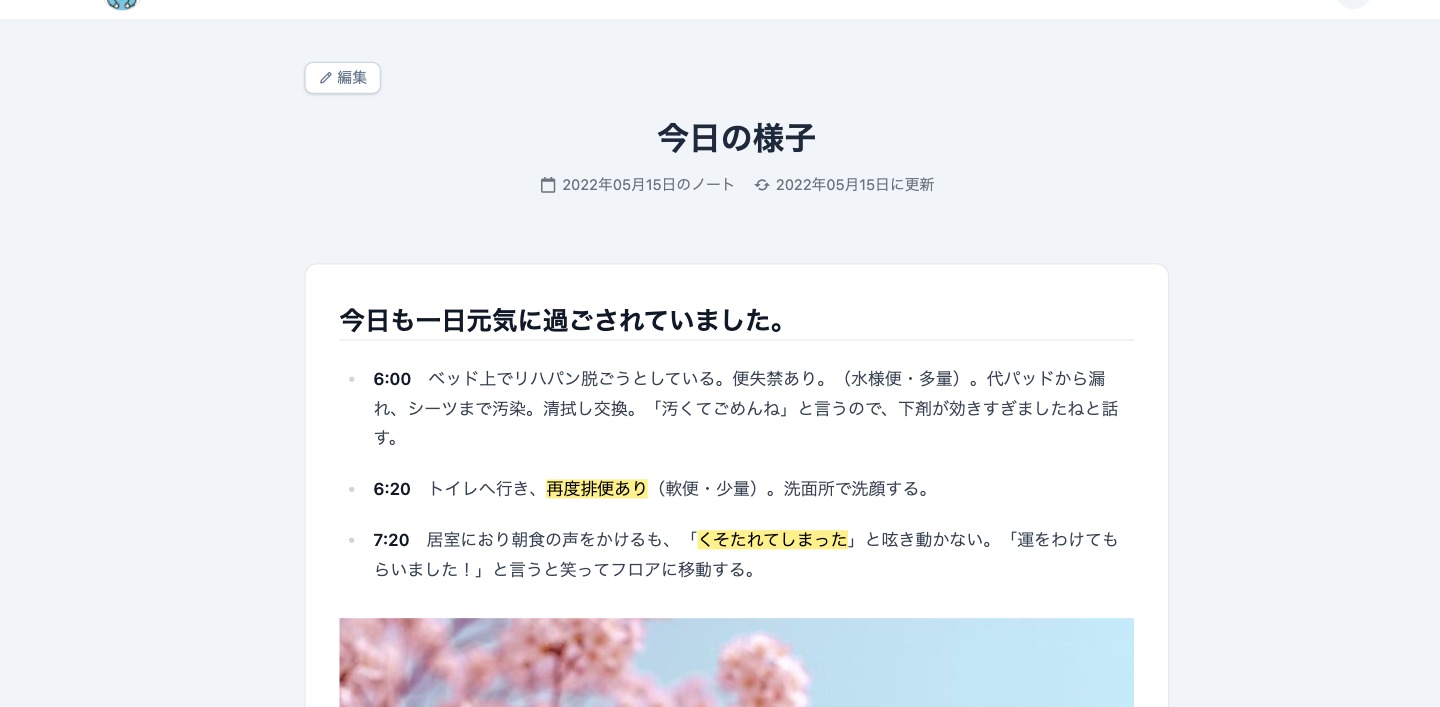 編集
今日の様子
2022年05月15日のノート 2022年05月15日に更新
今日も一日元気に過ごされていました。
6:00 ベッド上でリハパン脱ごうとしている。便失禁あり。（水様便・多量）。代パッドから漏
れ、シーツまで汚染。清拭し交換。「汚くてごめんね」と言うので、下剤が効きすぎましたねと話
す。
6:20 トイレへ行き、再度排便あり（軟便・少量）。洗面所で洗顔する。
7:20 居室におり朝食の声をかけるも、「くそたれてしまった」と呟き動かない。「運をわけても
らいました！」と言うと笑ってフロアに移動する。